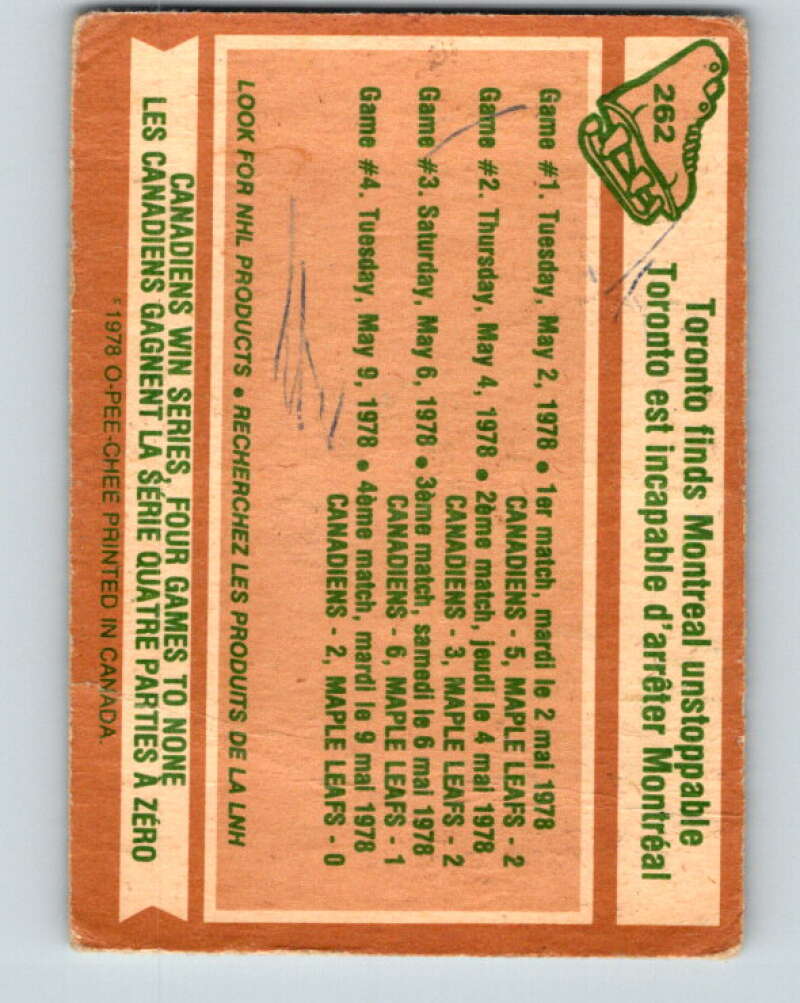 262
Toronto finds Montreal unstoppable
Toronto est incapable d'arrêter Montréal
Game #1. Tuesday, May 2, 1978 • 1er match, mardi le 2 mai 1978
CANADIENS - 5, MAPLE LEAFS - 2
Game #2. Thursday, May 4, 1978 • 2ème match, jeudi le 4 mai 1978
CANADIENS - 3, MAPLE LEAFS - 2
Game #3. Saturday, May 6, 1978 • 3ème match, samedi le 6 mai 1978
CANADIENS - 6, MAPLE LEAFS - 1
Game #4. Tuesday, May 9, 1978 • 4ème match, mardi le 9 mai 1978
CANADIENS - 2, MAPLE LEAFS - 0
LOOK FOR NHL PRODUCTS • RECHERCHEZ LES PRODUITS DE LA LNH
CANADIENS WIN SERIES, FOUR GAMES TO NONE
LES CANADIENS GAGNENT LA SÉRIE QUATRE PARTIES À ZÉRO
© 1978 O-PEE-CHEE PRINTED IN CANADA.